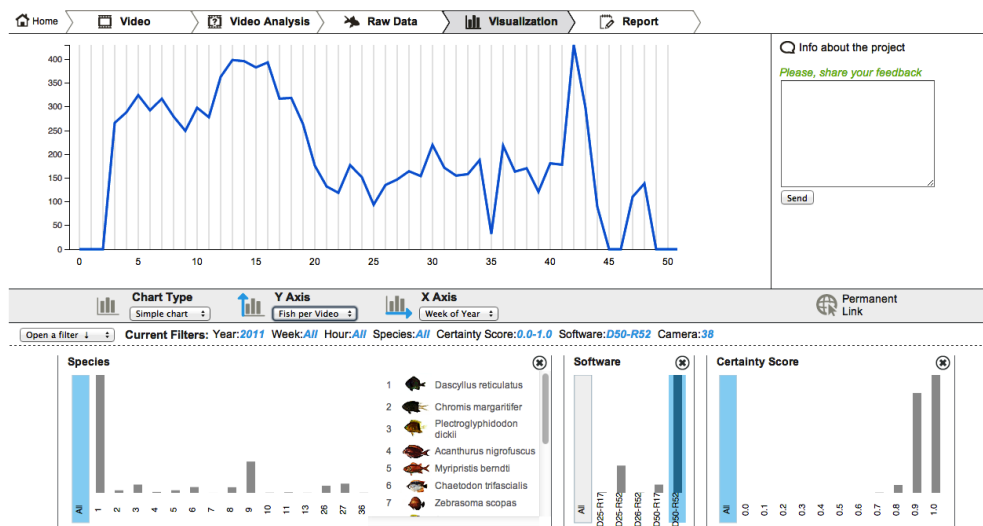 Home Video Video Analysis Raw Data Visualization Report
Info about the project
Please, share your feedback
Send
400
350
300
250
200
150
100
50
0
0 5 10 15 20 25 30 35 40 45 50
Chart Type Y Axis X Axis
Simple chart Fish per Video Week of Year
Permanent
Link
Open a filter ↓ Current Filters: Year:2011 Week:All Hour:All Species:All Certainty Score:0.0-1.0 Software:D50-R52 Camera:38
Species
All 1 2 3 4 5 6 7 8 9 10 11 13 26 27 36
1 Dascyllus reticulatus
2 Chromis margaritifer
3 Plectroglyphidodon
dickii
4 Acanthurus nigrofuscus
5 Myripristis berndti
6 Chaetodon trifascialis
7 Zebrasoma scopas
Software
All D25-R17 D25-R52 D26-R52 D50-R17 D50-R52
Certainty Score
All 0.0 0.1 0.2 0.3 0.4 0.5 0.6 0.7 0.8 0.9 1.0